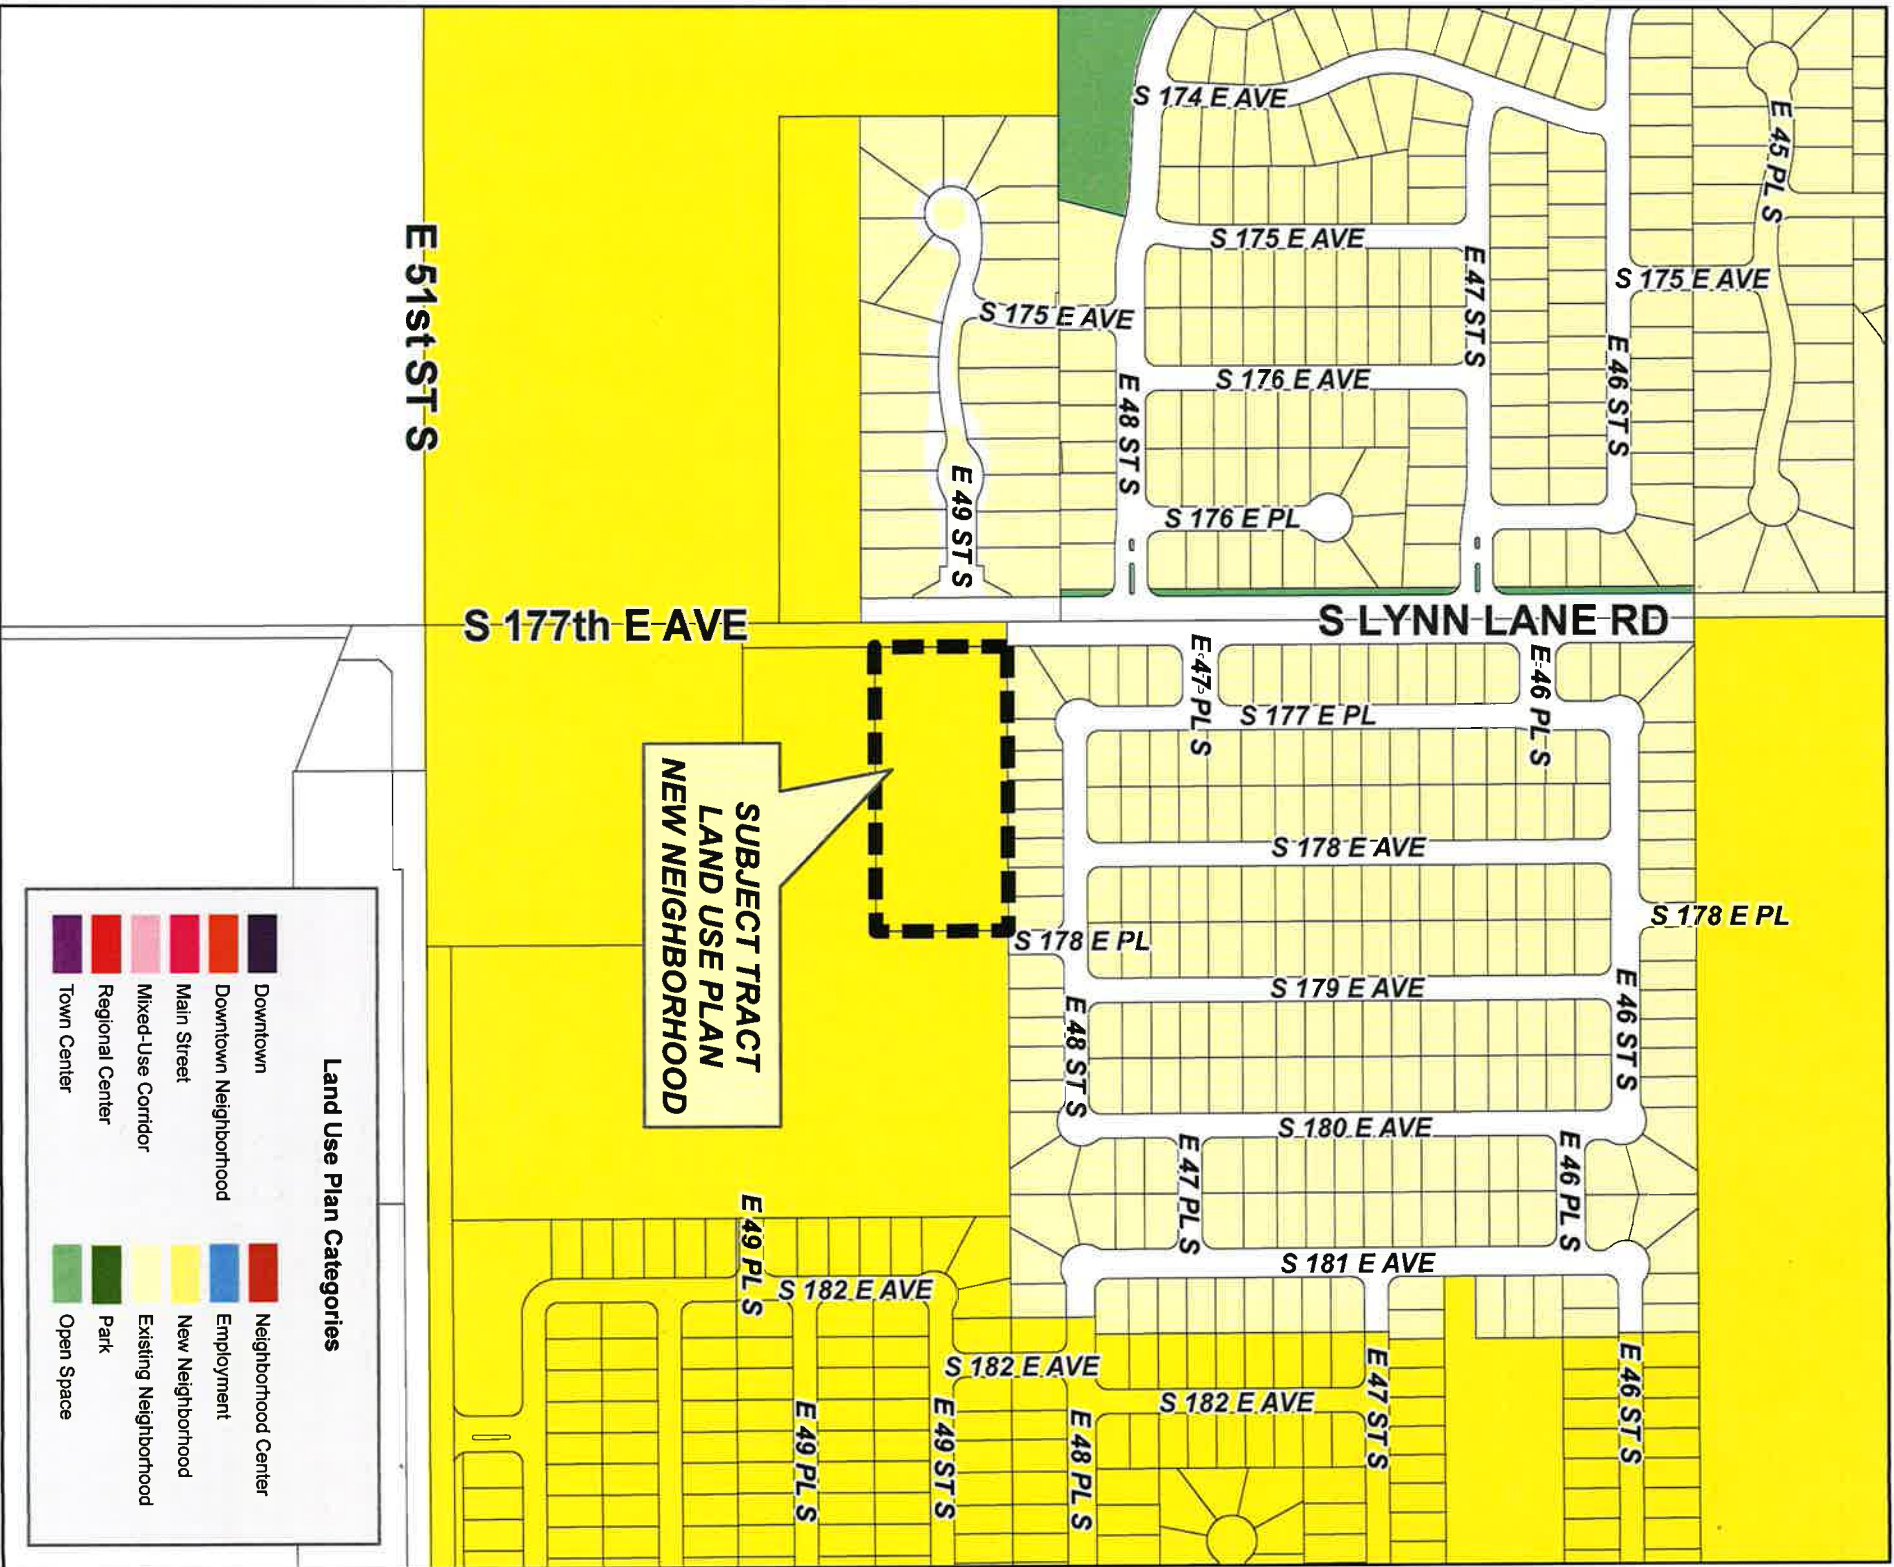 E 45 PL S
S 174 E AVE
S 175 E AVE
E 47 ST S
S 175 E AVE
S 175 E AVE
E 46 ST S
S 176 E AVE
E 48 ST S
E 51st ST S
E 49 ST S
S 176 E PL
S 177th E AVE
S LYNN LANE RD
E 47 PL S
E 46 PL S
S 177 E PL
S 178 E AVE
S 178 E PL
S 178 E PL
S 179 E AVE
E 48 ST S
E 46 ST S
S 180 E AVE
E 47 PL S
E 46 PL S
S 181 E AVE
E 49 PL S
S 182 E AVE
S 182 E AVE
S 182 E AVE
E 47 ST S
E 46 ST S
E 49 PL S
E 49 ST S
E 48 PL S
SUBJECT TRACT
LAND USE PLAN
NEW NEIGHBORHOOD
Land Use Plan Categories
Downtown
Downtown Neighborhood
Main Street
Mixed-Use Corridor
Regional Center
Town Center
Neighborhood Center
Employment
New Neighborhood
Existing Neighborhood
Park
Open Space